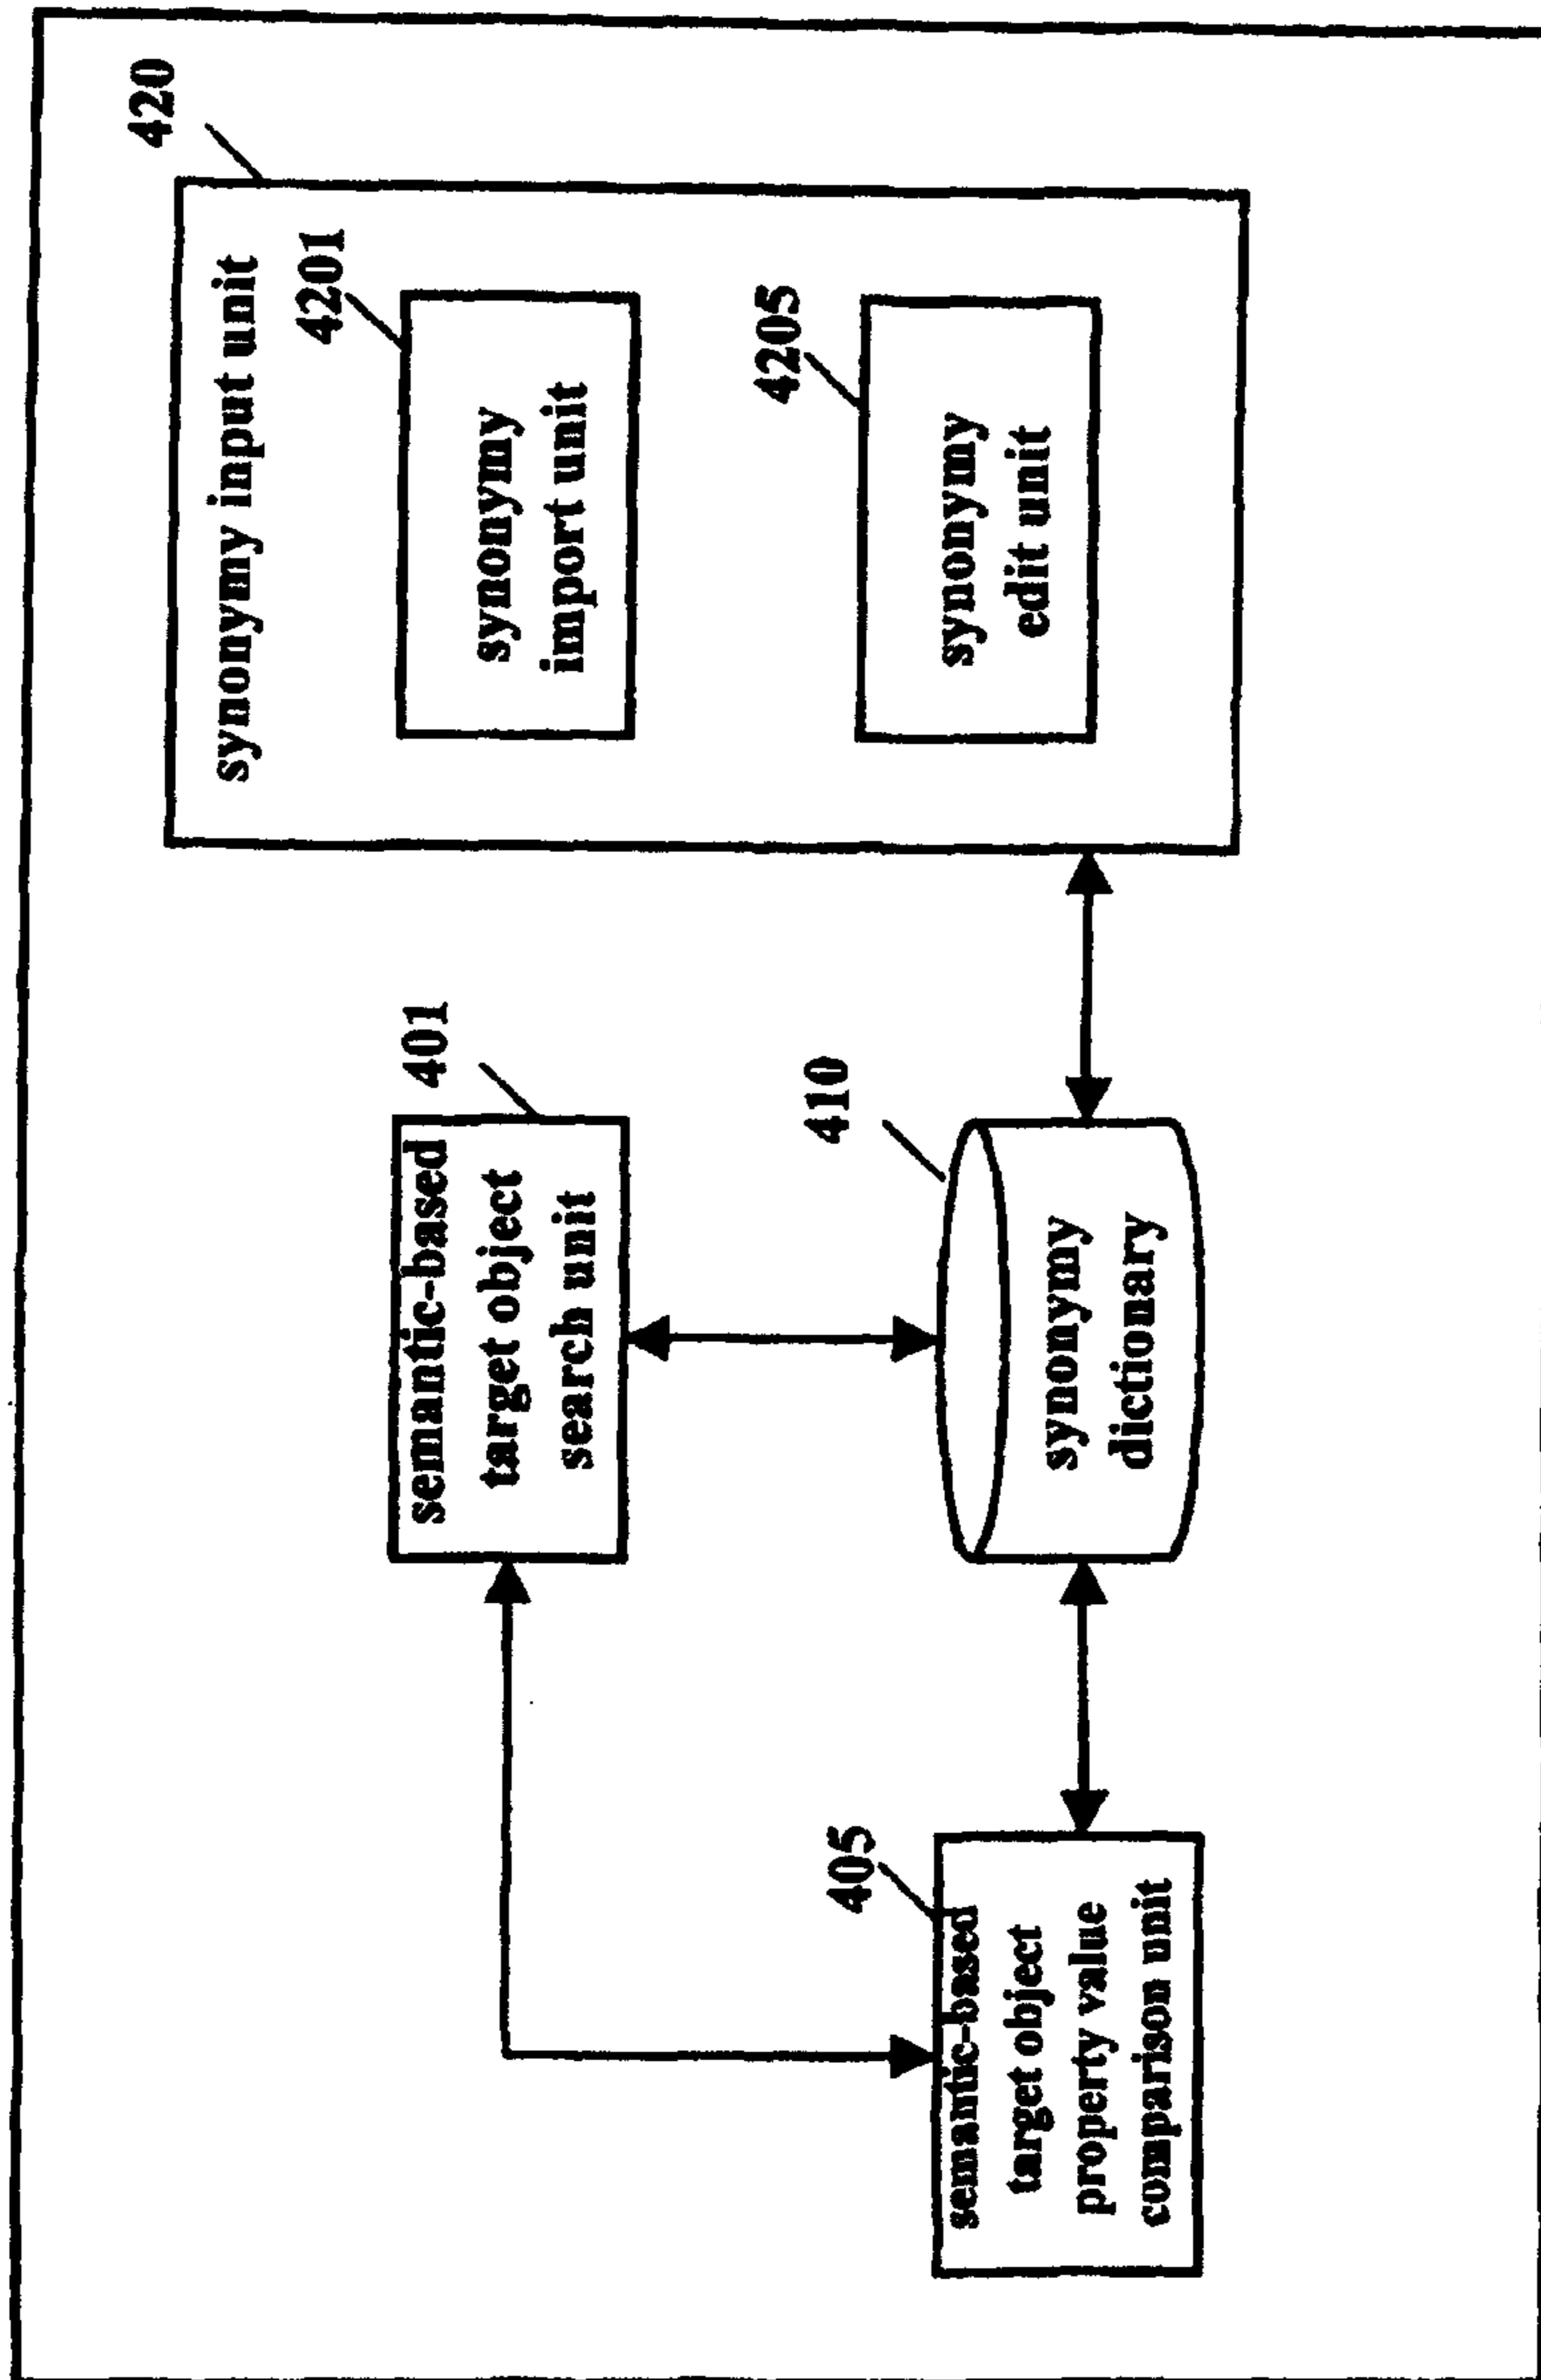 420
synonymy input unit
4201
synonymy
import unit
4205
synonymy
edit unit
401
semantic-based
target object
search unit
410
synonymy
dictionary
405
semantic-based
target object
property value
comparison unit